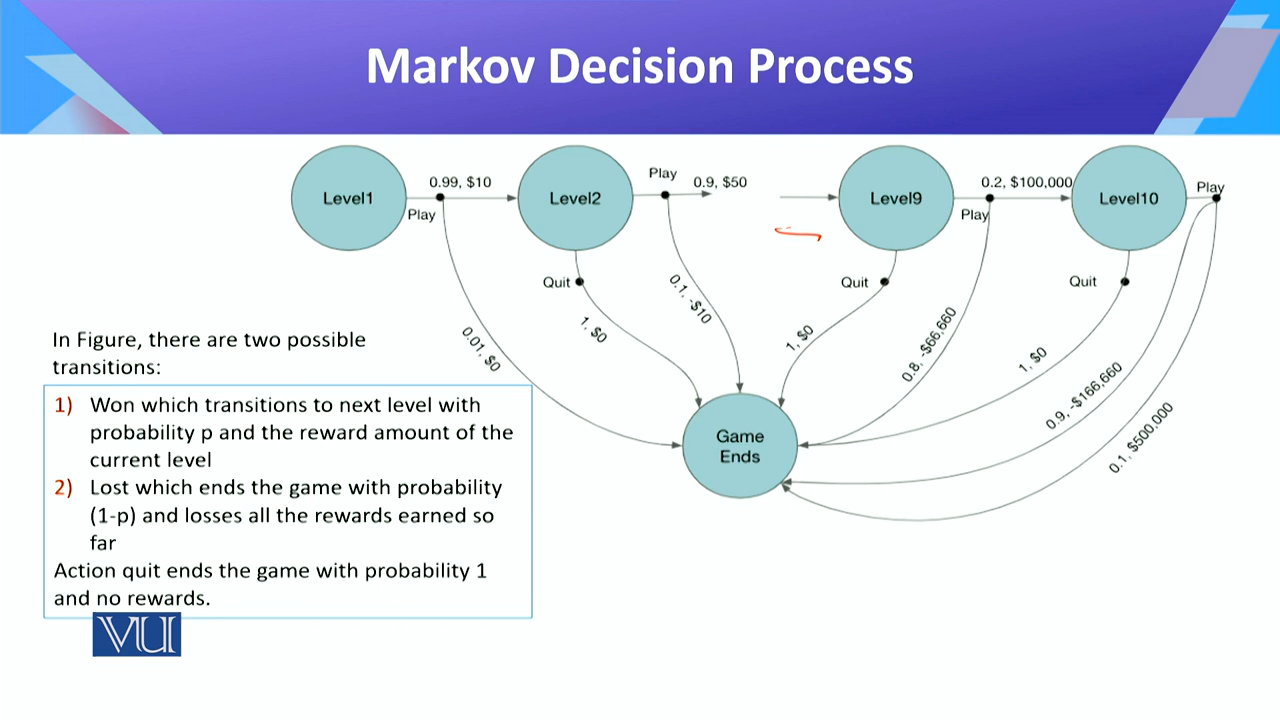 Markov Decision Process
Level1
0.99, $10
Play
Level2
Play
0.9, $50
Level9
0.2, $100,000
Play
Level10
Play
Quit
Quit
Quit
0.01, $0
1, $0
0.1, -$10
1, $0
0.8, -$66,660
1, $0
0.9, -$166,660
0.1, $500,000
Game
Ends
In Figure, there are two possible
transitions:
1) Won which transitions to next level with
probability p and the reward amount of the
current level
2) Lost which ends the game with probability
(1-p) and losses all the rewards earned so
far
Action quit ends the game with probability 1
and no rewards.
VU